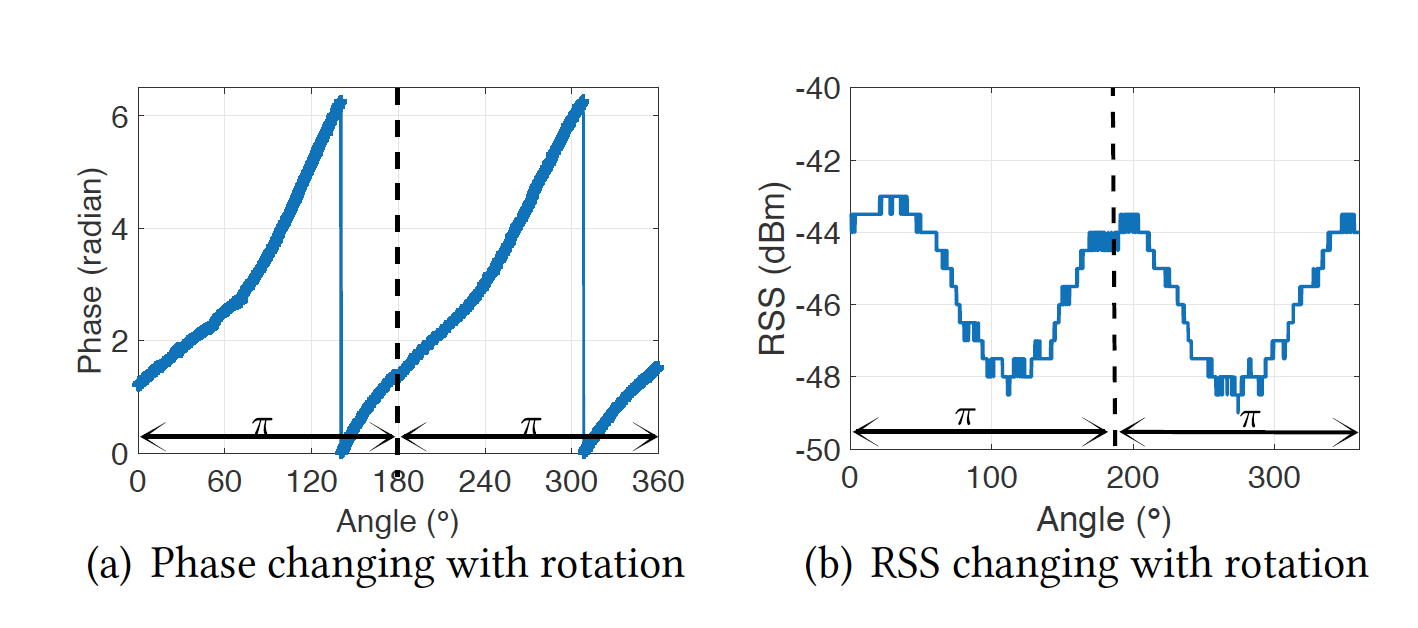 Phase (radian)
6
4
2
0
π
π
0 60 120 180 240 300 360
Angle (°)
(a) Phase changing with rotation
RSS (dBm)
-40
-42
-44
-46
-48
-50
π
π
0 100 200 300
Angle (°)
(b) RSS changing with rotation